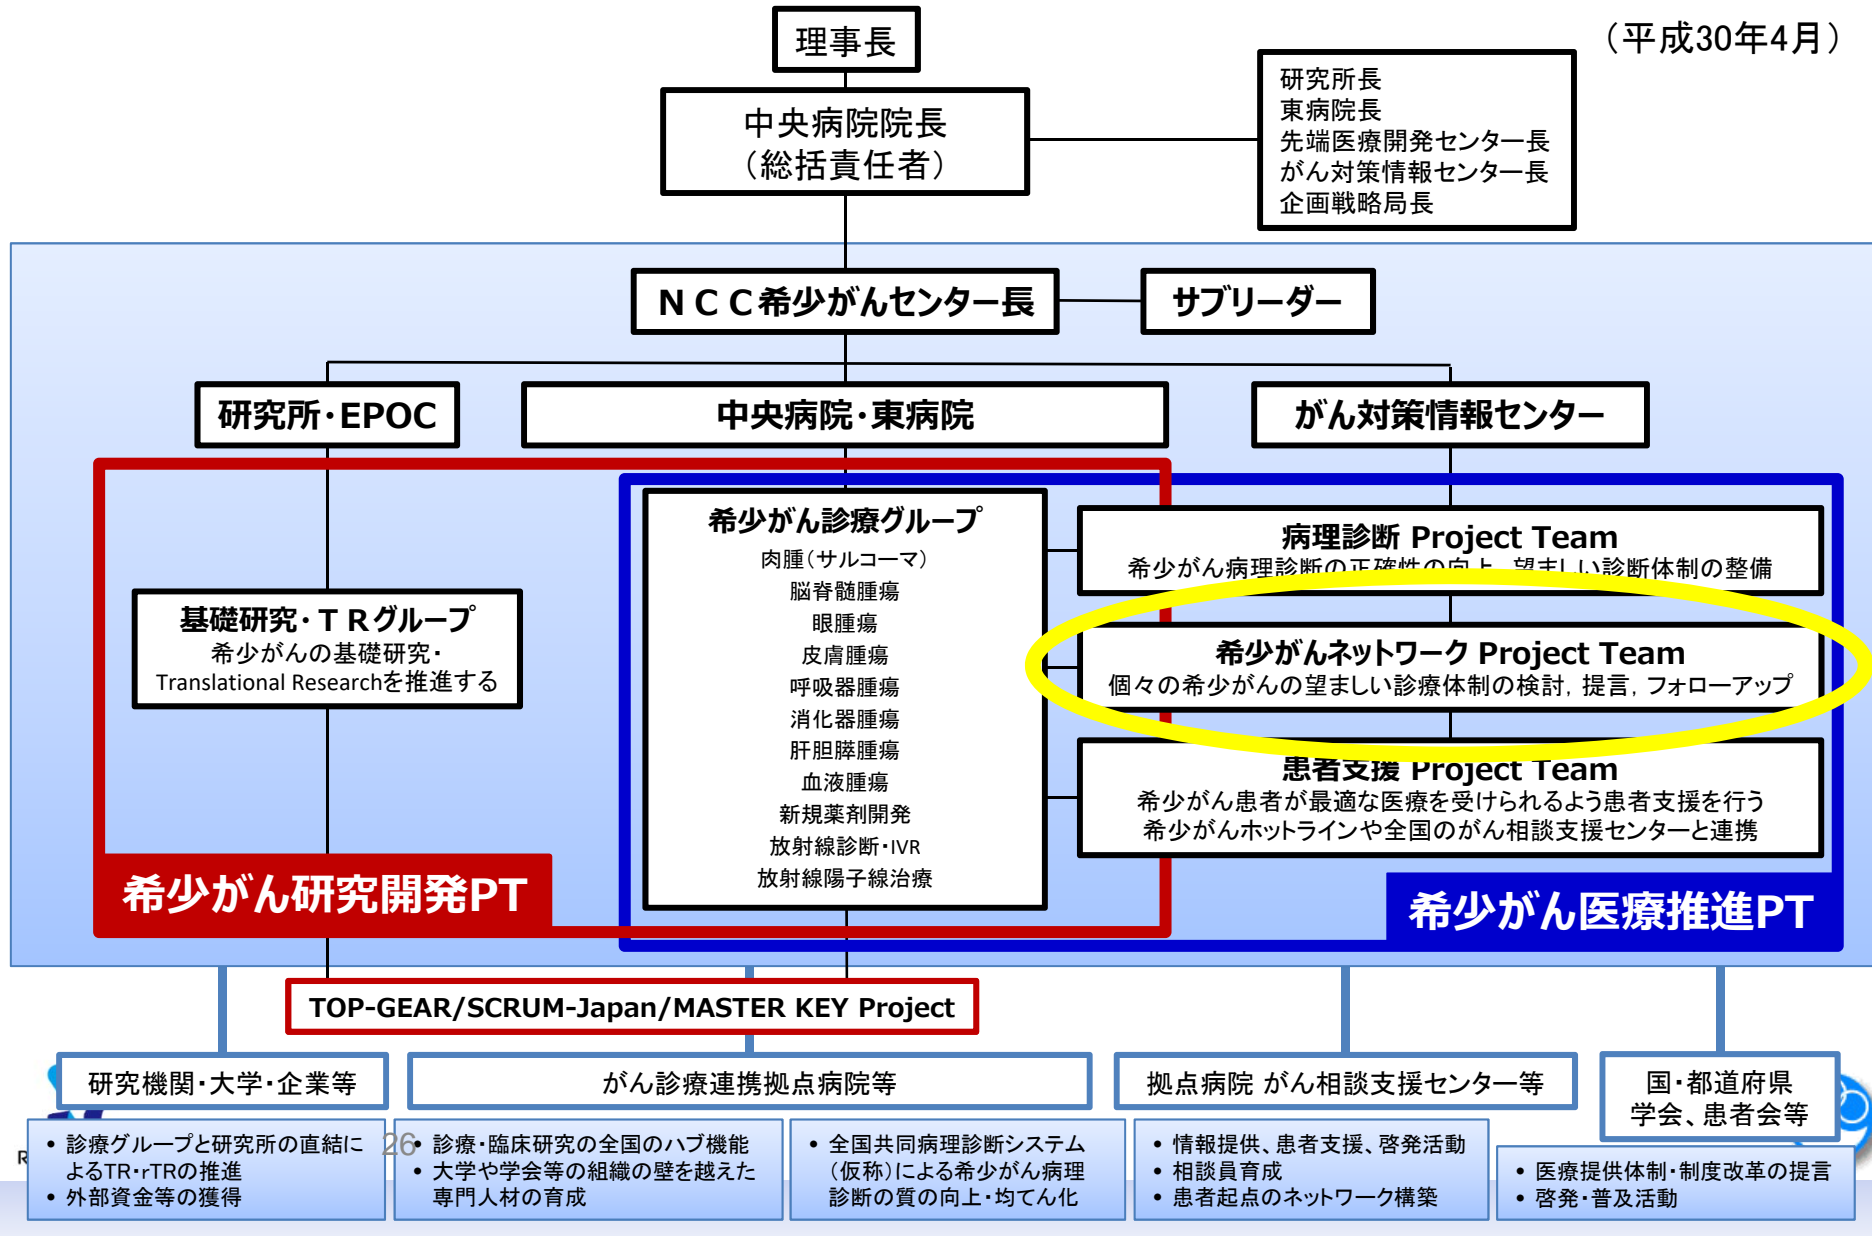 (平成30年4月)
理事長
中央病院院長
(総括責任者)
研究所長
東病院長
先端医療開発センター長
がん対策情報センター長
企画戦略局長
NCC希少がんセンター長
サブリーダー
研究所・EPOC
中央病院・東病院
がん対策情報センター
希少がん診療グループ
肉腫(サルコーマ)
脳脊髄腫瘍
眼腫瘍
皮膚腫瘍
呼吸器腫瘍
消化器腫瘍
肝胆膵腫瘍
血液腫瘍
新規薬剤開発
放射線診断・IVR
放射線陽子線治療
基礎研究・TRグループ
希少がんの基礎研究・
Translational Researchを推進する
病理診断 Project Team
希少がん病理診断の正確性の向上、望ましい診断体制の整備
希少がんネットワーク Project Team
個々の希少がんの望ましい診療体制の検討, 提言, フォローアップ
患者支援 Project Team
希少がん患者が最適な医療を受けられるよう患者支援を行う
希少がんホットラインや全国のがん相談支援センターと連携
希少がん研究開発PT
希少がん医療推進PT
TOP-GEAR/SCRUM-Japan/MASTER KEY Project
研究機関・大学・企業等
がん診療連携拠点病院等
拠点病院 がん相談支援センター等
国・都道府県
学会、患者会等
• 診療グループと研究所の直結に
よるTR・rTRの推進
• 外部資金等の獲得
26
• 診療・臨床研究の全国のハブ機能
• 大学や学会等の組織の壁を越えた
専門人材の育成
• 全国共同病理診断システム
(仮称)による希少がん病理
診断の質の向上・均てん化
• 情報提供、患者支援、啓発活動
• 相談員育成
• 患者起点のネットワーク構築
• 医療提供体制・制度改革の提言
• 啓発・普及活動